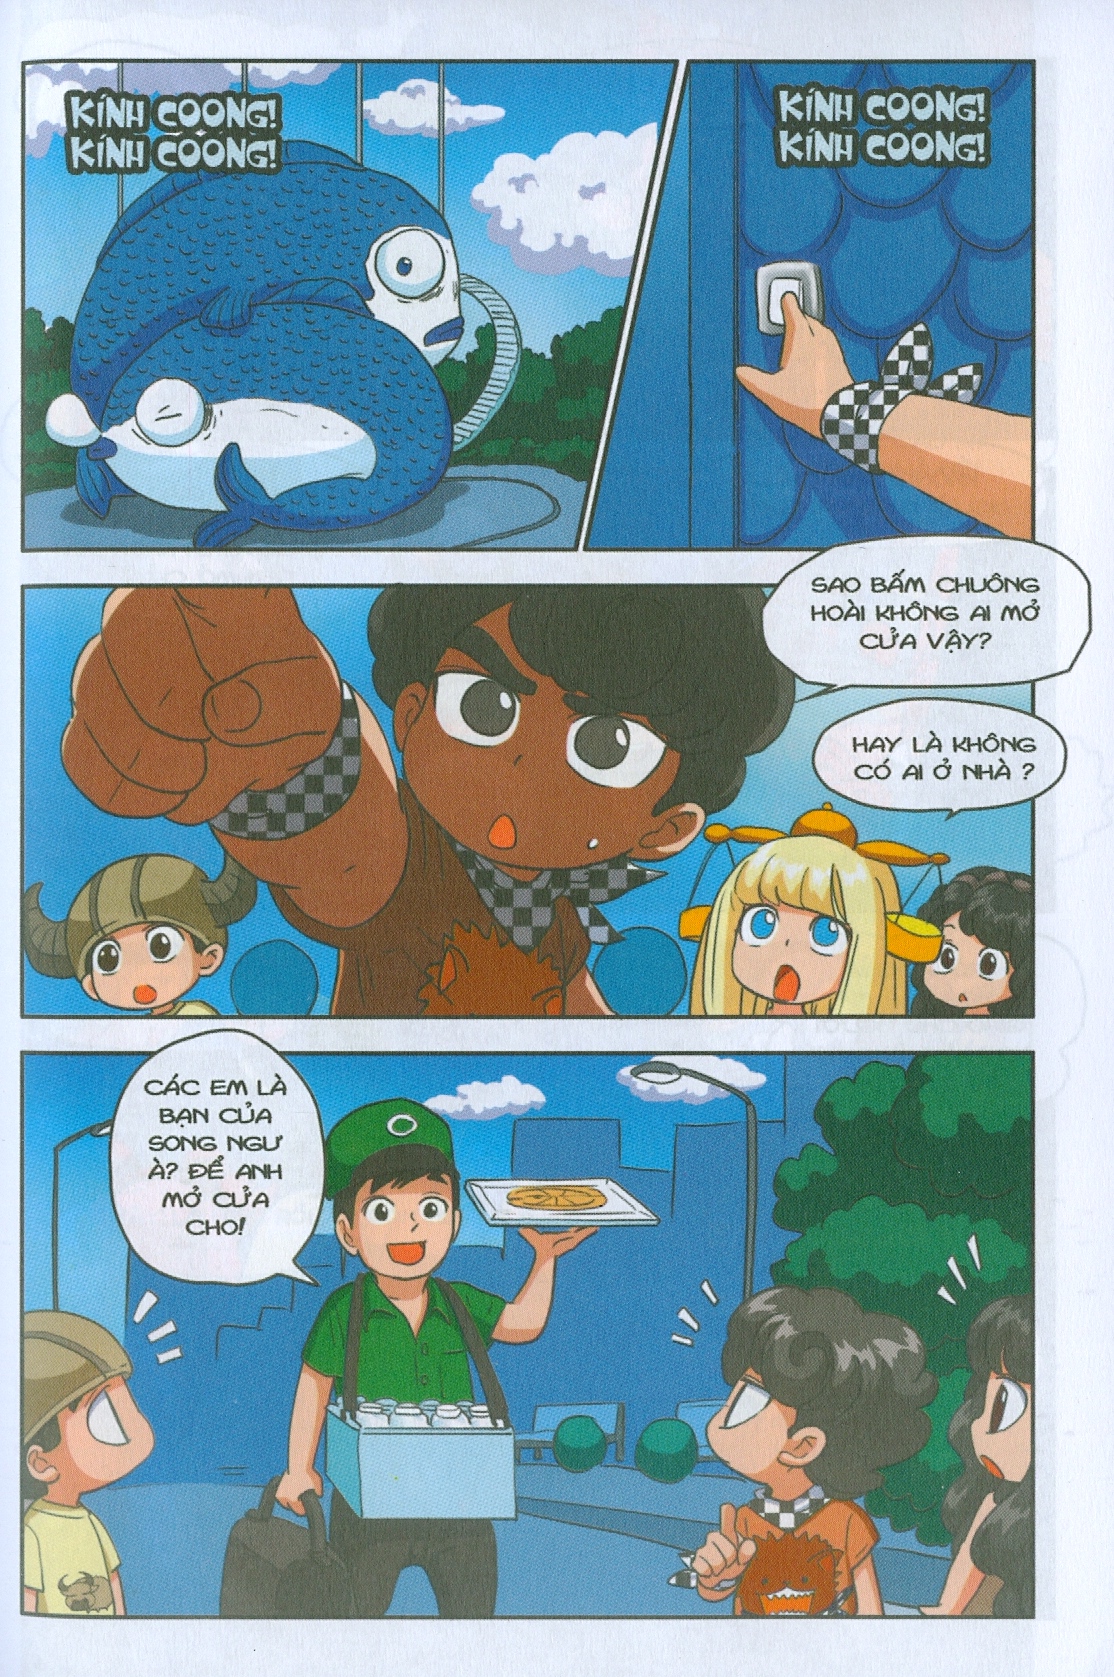 KÍNH COONG!
KÍNH COONG!
KÍNH COONG!
KÍNH COONG!
SAO BẤM CHUÔNG
HOÀI KHÔNG AI MỞ
CỬA VẬY?
HAY LÀ KHÔNG
CÓ AI Ở NHÀ ?
CÁC EM LÀ
BẠN CỦA
SONG NGƯ
À? ĐỂ ANH
MỞ CỬA
CHO!